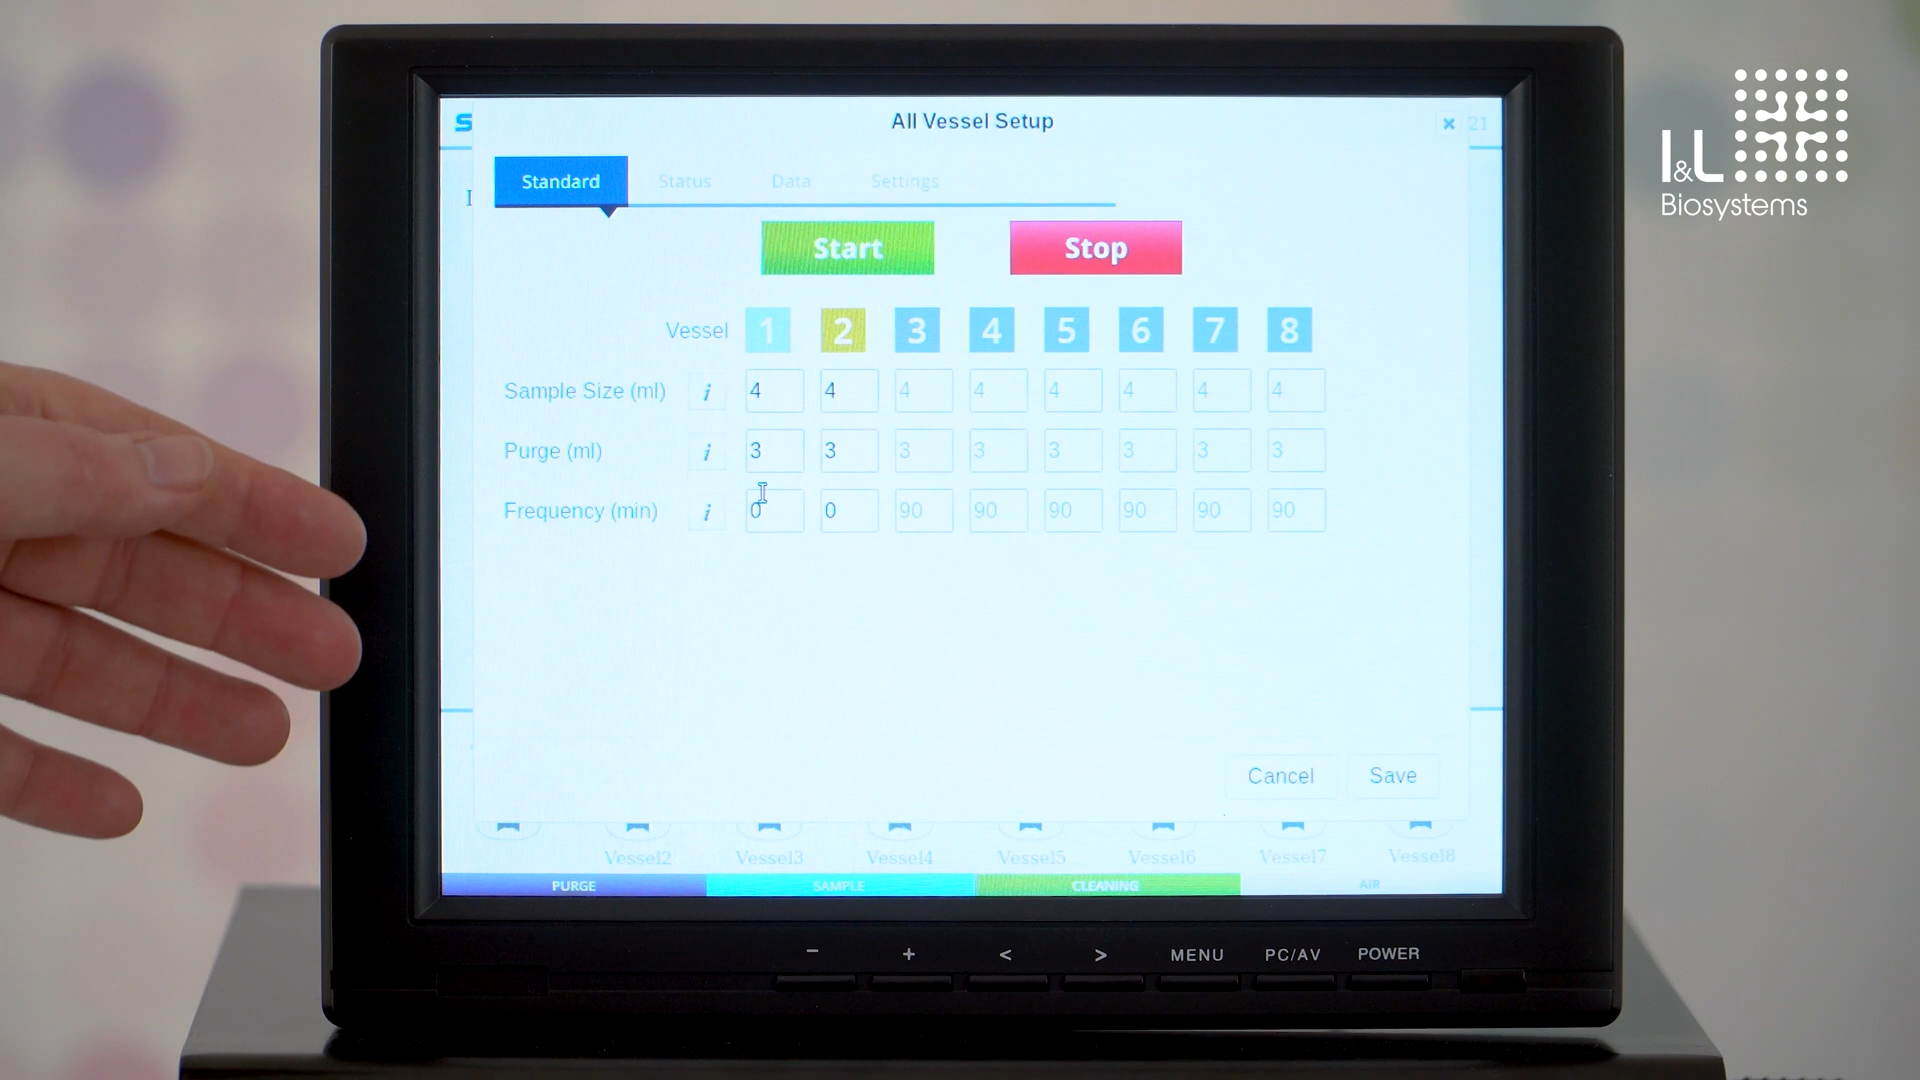 All Vessel Setup
× 21
S
Standard Status Data Settings
Start Stop
Vessel 1 2 3 4 5 6 7 8
Sample Size (ml) i 4 4 4 4 4 4 4 4
Purge (ml) i 3 3 3 3 3 3 3 3
Frequency (min) i 0 0 90 90 90 90 90 90
Cancel Save
Vessel2 Vessel3 Vessel4 Vessel5 Vessel6 Vessel7 Vessel8
PURGE SAMPLE CLEANING AIR
− + < > MENU PC/AV POWER
I&L
Biosystems